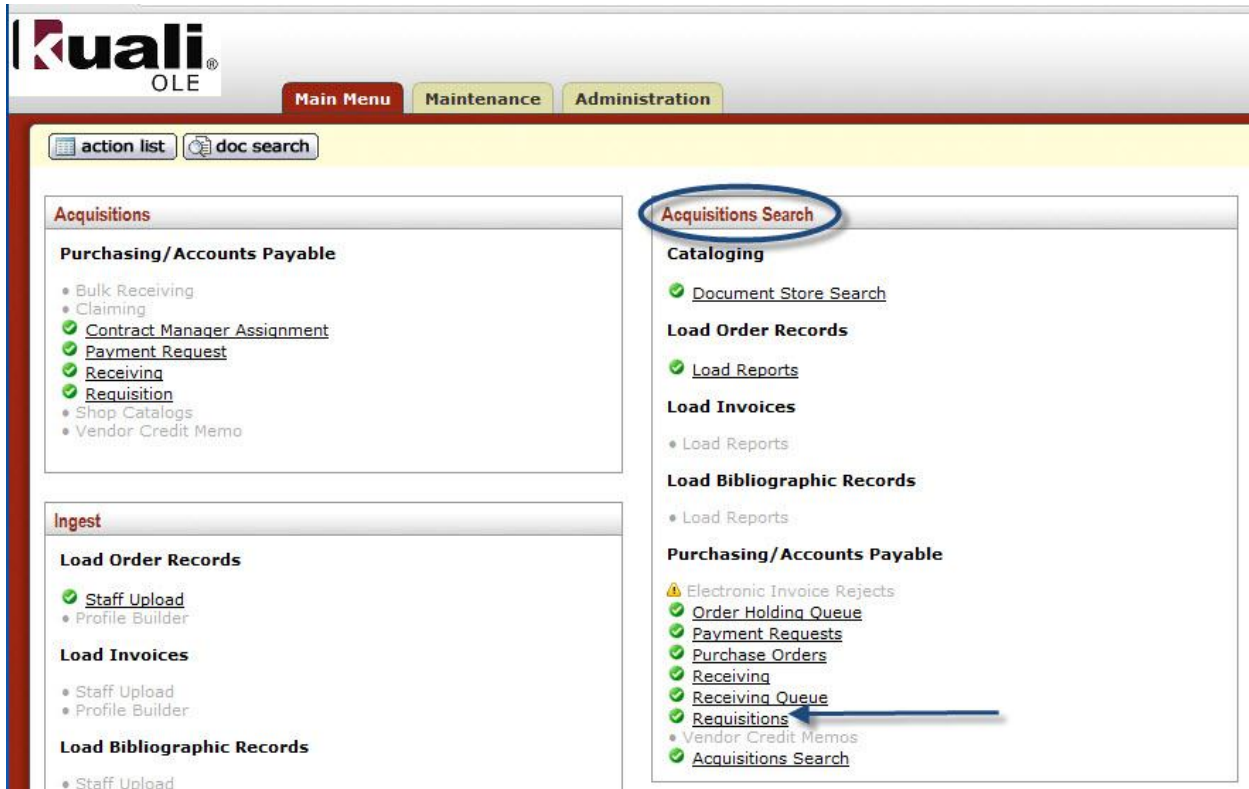 kuali®
OLE
Main Menu
Maintenance
Administration
action list
doc search
Acquisitions
Purchasing/Accounts Payable
Bulk Receiving
Claiming
Contract Manager Assignment
Payment Request
Receiving
Requisition
Shop Catalogs
Vendor Credit Memo
Ingest
Load Order Records
Staff Upload
Profile Builder
Load Invoices
Staff Upload
Profile Builder
Load Bibliographic Records
Staff Upload
Acquisitions Search
Cataloging
Document Store Search
Load Order Records
Load Reports
Load Invoices
Load Reports
Load Bibliographic Records
Load Reports
Purchasing/Accounts Payable
Electronic Invoice Rejects
Order Holding Queue
Payment Requests
Purchase Orders
Receiving
Receiving Queue
Requisitions
Vendor Credit Memos
Acquisitions Search